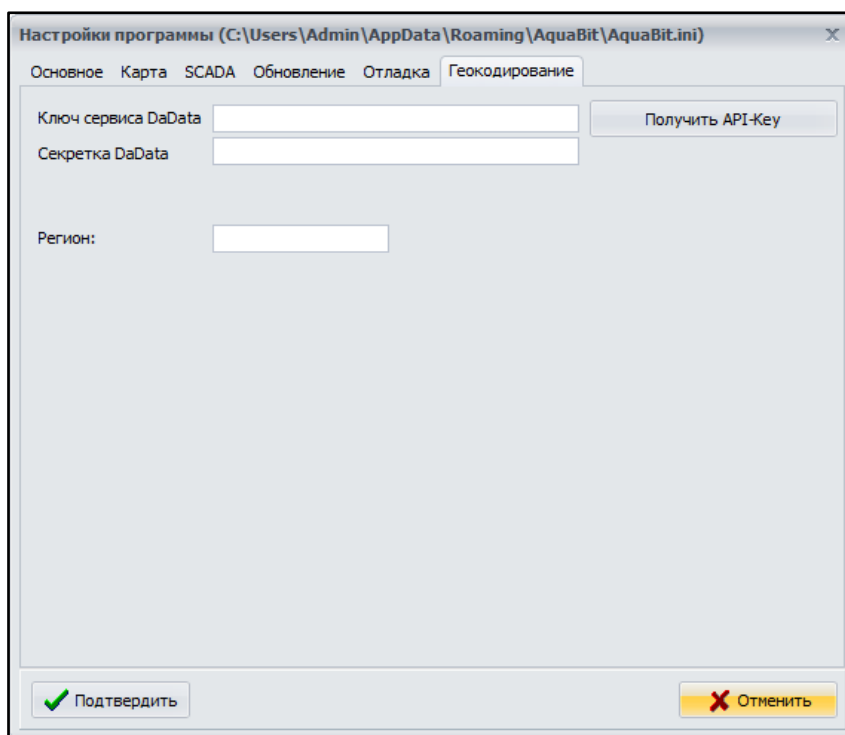 Настройки программы (C:\Users\Admin\AppData\Roaming\AquaBit\AquaBit.ini) X
Основное Карта SCADA Обновление Отладка Геокодирование
Ключ сервиса DaData Получить API-Key
Секретка DaData
Регион:
Подтвердить Отменить